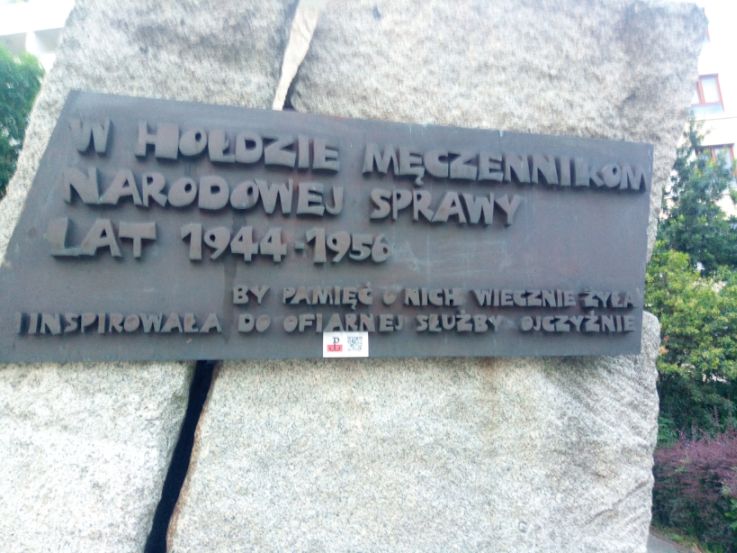 W HOŁDZIE MĘCZENNIKOM
NARODOWEJ SPRAWY
LAT 1944-1956
BY PAMIĘĆ O NICH WIECZNIE ŻYŁA
I INSPIROWAŁA DO OFIARNEJ SŁUŻBY OJCZYŹNIE